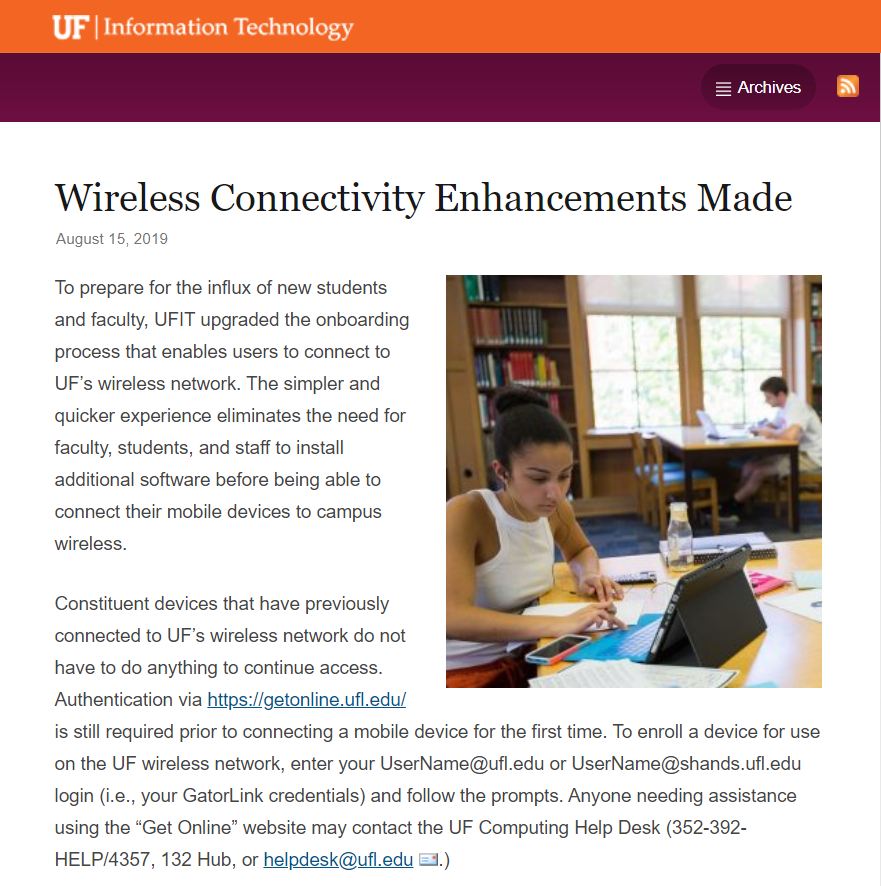 UF | Information Technology
Archives
Wireless Connectivity Enhancements Made
August 15, 2019
To prepare for the influx of new students
and faculty, UFIT upgraded the onboarding
process that enables users to connect to
UF’s wireless network. The simpler and
quicker experience eliminates the need for
faculty, students, and staff to install
additional software before being able to
connect their mobile devices to campus
wireless.
Constituent devices that have previously
connected to UF’s wireless network do not
have to do anything to continue access.
Authentication via https://getonline.ufl.edu/
is still required prior to connecting a mobile device for the first time. To enroll a device for use
on the UF wireless network, enter your UserName@ufl.edu or UserName@shands.ufl.edu
login (i.e., your GatorLink credentials) and follow the prompts. Anyone needing assistance
using the “Get Online” website may contact the UF Computing Help Desk (352-392-
HELP/4357, 132 Hub, or helpdesk@ufl.edu .)